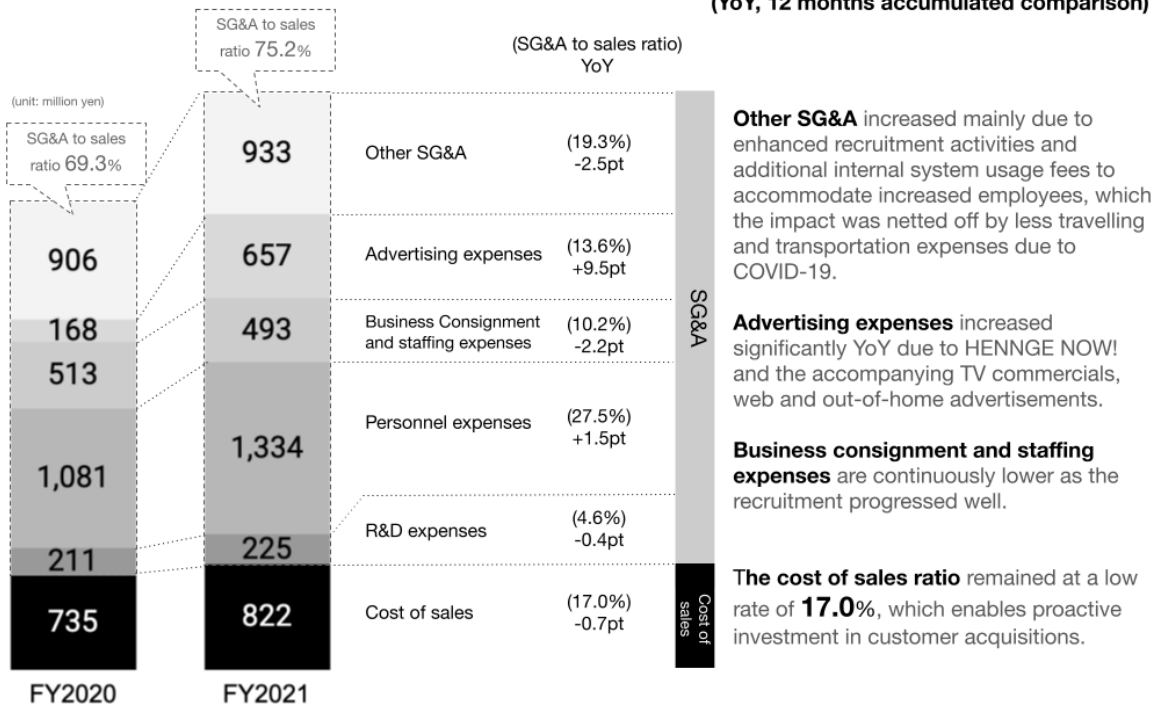 (YoY, 12 months accumulated comparison)
SG&A to sales
ratio 75.2%
(SG&A to sales ratio)
YoY
(unit: million yen)
SG&A to sales
ratio 69.3%
906
168
513
1,081
211
735
FY2020
933
657
493
1,334
225
822
FY2021
Other SG&A
(19.3%)
-2.5pt
Advertising expenses
(13.6%)
+9.5pt
Business Consignment
and staffing expenses
(10.2%)
-2.2pt
Personnel expenses
(27.5%)
+1.5pt
R&D expenses
(4.6%)
-0.4pt
Cost of sales
(17.0%)
-0.7pt
SG&A
Cost of
sales
Other SG&A increased mainly due to
enhanced recruitment activities and
additional internal system usage fees to
accommodate increased employees, which
the impact was netted off by less travelling
and transportation expenses due to
COVID-19.
Advertising expenses increased
significantly YoY due to HENNGE NOW!
and the accompanying TV commercials,
web and out-of-home advertisements.
Business consignment and staffing
expenses are continuously lower as the
recruitment progressed well.
The cost of sales ratio remained at a low
rate of 17.0%, which enables proactive
investment in customer acquisitions.